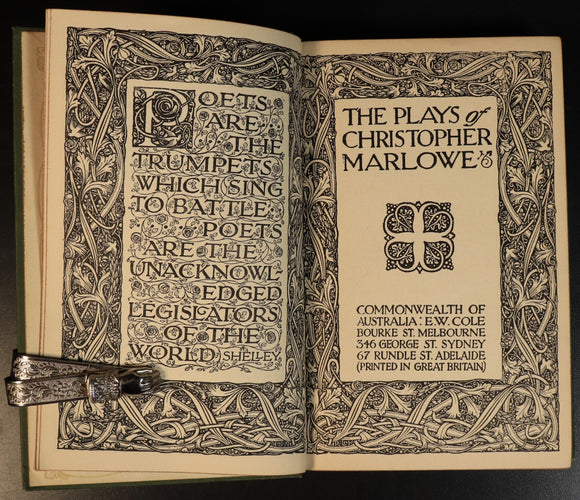 POETS
ARE
THE
TRUMPETS
WHICH SING
TO BATTLE
POETS
ARE THE
UNACKNOWL
EDGED
LEGISLATORS
OF THE
WORLD SHELLEY
THE PLAYS of
CHRISTOPHER
MARLOWE
COMMONWEALTH OF
AUSTRALIA: E.W. COLE
BOURKE ST. MELBOURNE
346 GEORGE ST. SYDNEY
67 RUNDLE ST. ADELAIDE
(PRINTED IN GREAT BRITAIN)